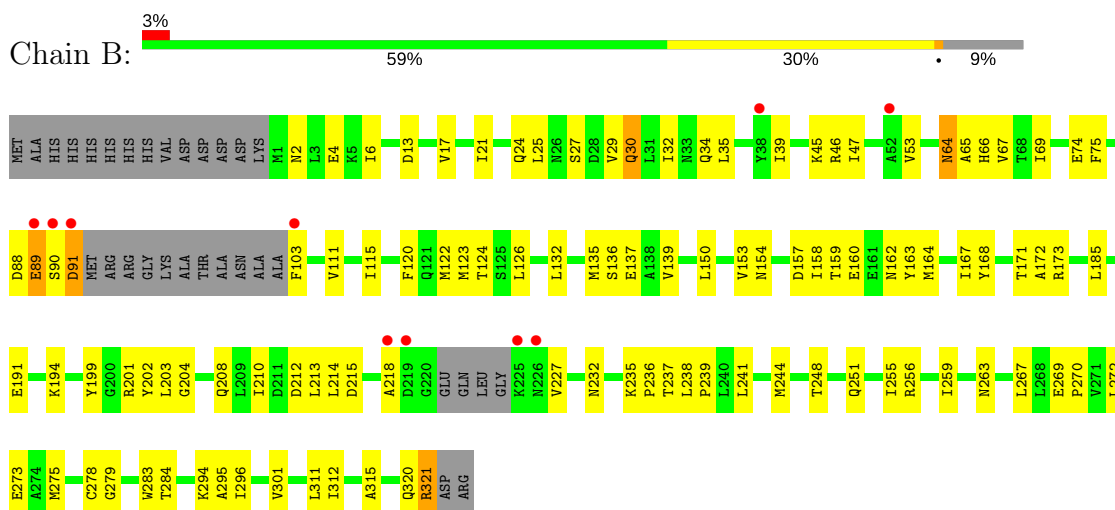 3%
Chain B:
59% 30% • 9%
MET ALA HIS HIS HIS HIS HIS HIS VAL ASP ASP ASP ASP LYS M1 N2 L3 E4 K5 I6 D13 V17 I21 Q24 L25 N26 S27 D28 V29 Q30 L31 I32 N33 Q34 L35 Y38 I39 K45 R46 I47 A52 V53 N64 A65 H66 V67 T68 I69 E74 F75
D88 E89 S90 D91 MET ARG ARG GLY LYS ALA THR ALA ASN ALA ALA F103 V111 I115 F120 Q121 M122 M123 T124 S125 L126 L132 M135 S136 E137 A138 V139 L150 V153 N154 D157 I158 T159 E160 E161 N162 Y163 M164 I167 Y168 T171 A172 R173 L185
E191 K194 Y199 G200 R201 Y202 L203 G204 Q208 L209 I210 D211 D212 L213 L214 D215 A218 D219 G220 GLU GLN LEU GLY K225 N226 V227 N232 K235 P236 T237 L238 P239 L240 L241 M244 T248 Q251 I255 R256 I259 N263 L267 L268 E269 P270 V271
E273 A274 M275 C278 G279 W283 T284 K294 A295 I296 V301 L311 I312 A315 Q320 R321 ASP ARG